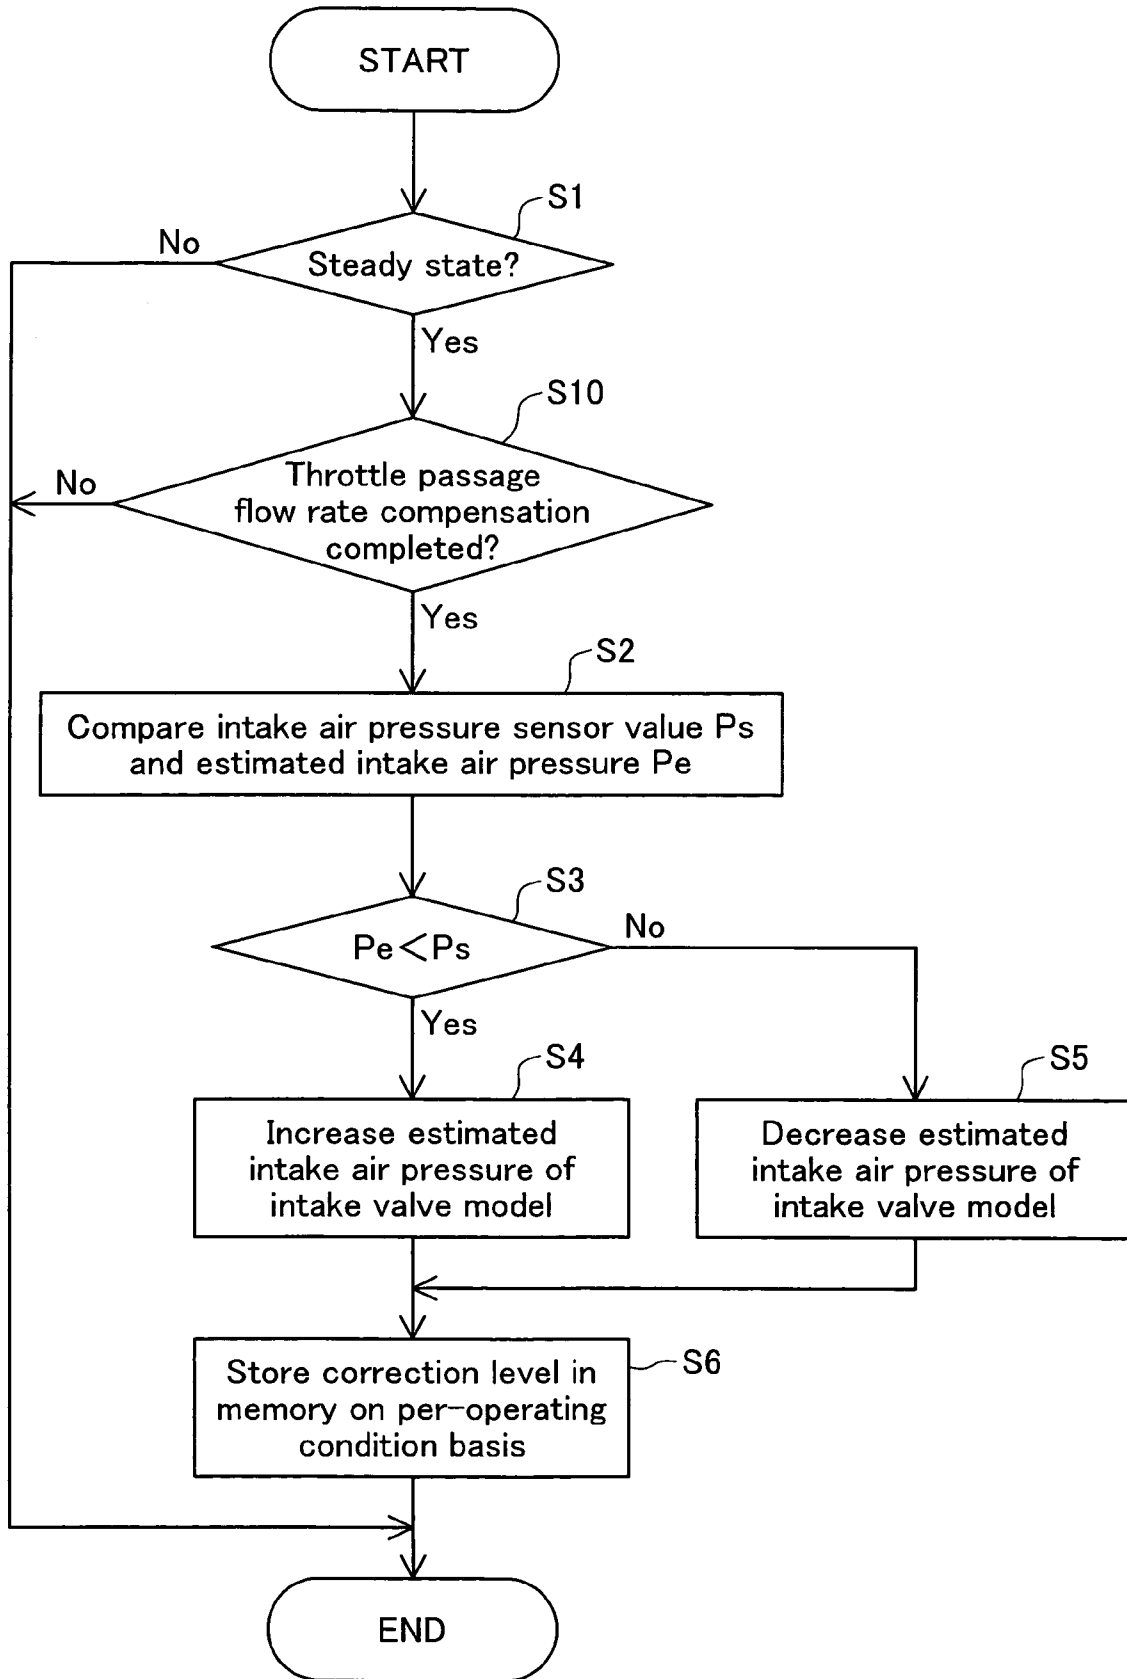 START
S1
No
Steady state?
Yes
S10
No
Throttle passage
flow rate compensation
completed?
Yes
S2
Compare intake air pressure sensor value Ps
and estimated intake air pressure Pe
S3
Pe<Ps
No
Yes
S4
S5
Increase estimated
intake air pressure of
intake valve model
Decrease estimated
intake air pressure of
intake valve model
S6
Store correction level in
memory on per-operating
condition basis
END